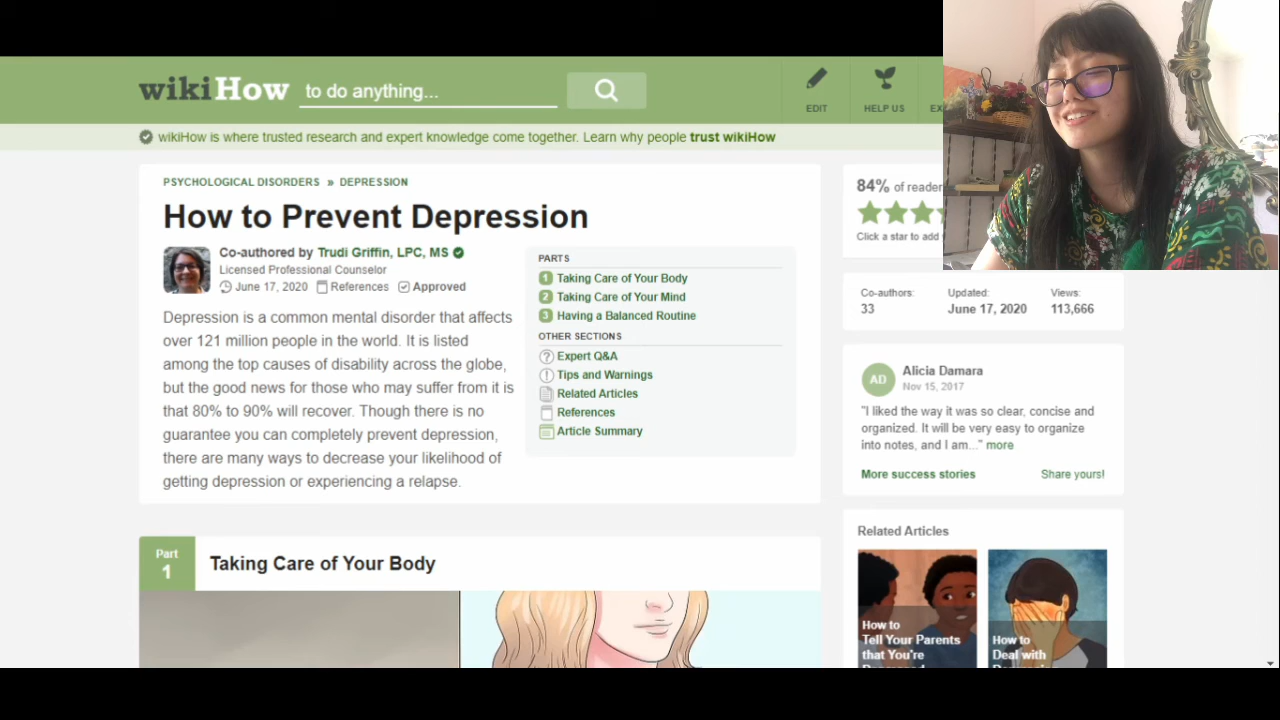 wikiHow to do anything...
EDIT
HELP US
wikiHow is where trusted research and expert knowledge come together. Learn why people trust wikiHow
PSYCHOLOGICAL DISORDERS » DEPRESSION
How to Prevent Depression
Co-authored by Trudi Griffin, LPC, MS
Licensed Professional Counselor
June 17, 2020 References Approved
Depression is a common mental disorder that affects
over 121 million people in the world. It is listed
among the top causes of disability across the globe,
but the good news for those who may suffer from it is
that 80% to 90% will recover. Though there is no
guarantee you can completely prevent depression,
there are many ways to decrease your likelihood of
getting depression or experiencing a relapse.
PARTS
1 Taking Care of Your Body
2 Taking Care of Your Mind
3 Having a Balanced Routine
OTHER SECTIONS
Expert Q&A
Tips and Warnings
Related Articles
References
Article Summary
Part
1
Taking Care of Your Body
84% of reader
Click a star to add
Co-authors: Updated: Views:
33 June 17, 2020 113,666
AD
Alicia Damara
Nov 15, 2017
"I liked the way it was so clear, concise and
organized. It will be very easy to organize
into notes, and I am..." more
More success stories Share yours!
Related Articles
How to
Tell Your Parents
that You're
How to
Deal with